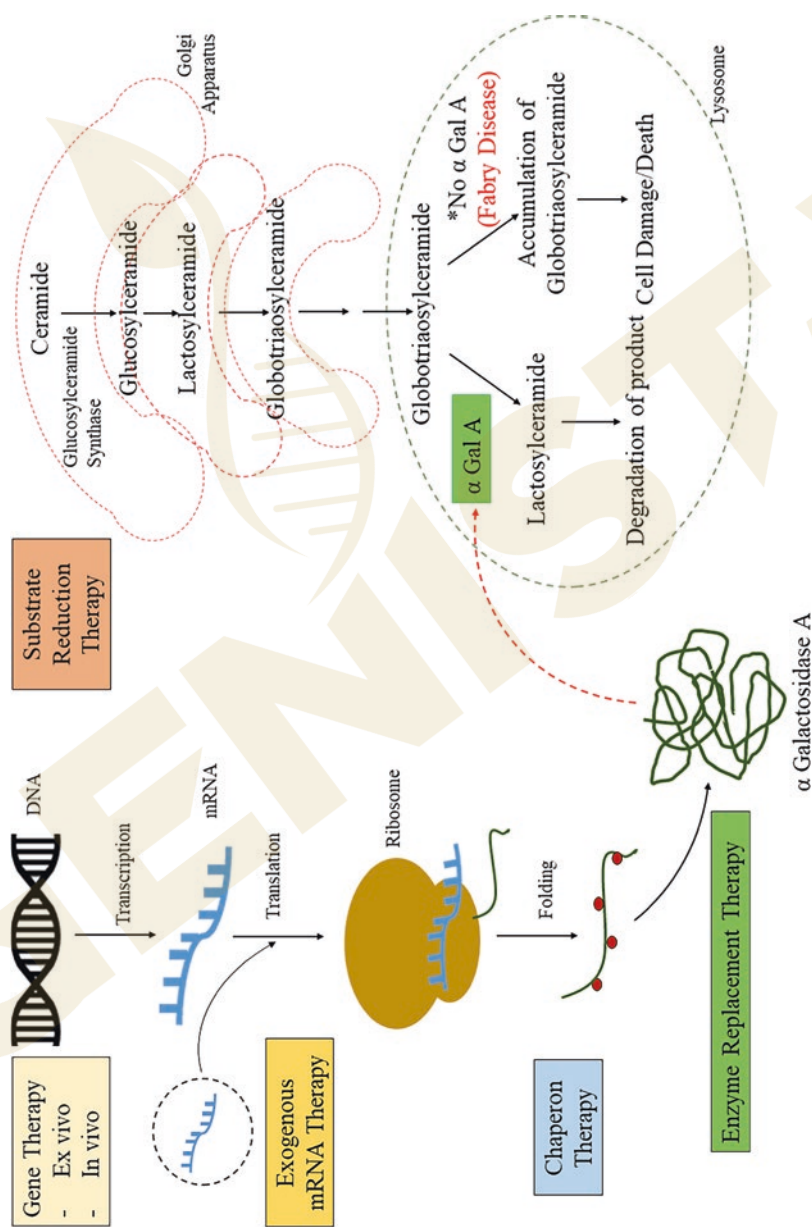 Gene Therapy
- Ex vivo
- In vivo
DNA
Transcription
mRNA
Exogenous
mRNA Therapy
Translation
Ribosome
Chaperon
Therapy
Folding
Enzyme Replacement Therapy
α Galactosidase A
Substrate
Reduction
Therapy
Ceramide
Glucosylceramide
Synthase
Golgi
Apparatus
Glucosylceramide
Lactosylceramide
Globotriaosylceramide
Globotriaosylceramide
α Gal A
*No α Gal A
(Fabry Disease)
Lactosylceramide
Accumulation of
Globotriaosylceramide
Degradation of product
Cell Damage/Death
Lysosome
GENIST